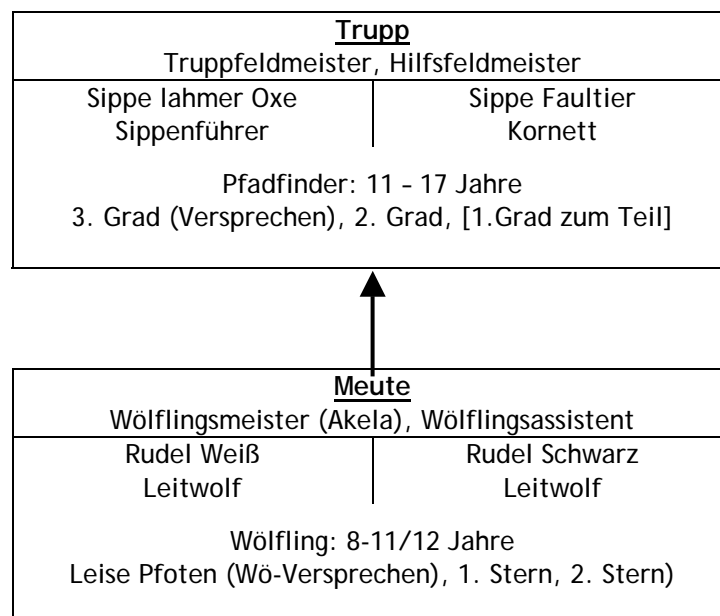 Trupp
Truppfeldmeister, Hilfsfeldmeister
Sippe lahmer Oxe
Sippenführer
Sippe Faultier
Kornett
Pfadfinder: 11 – 17 Jahre
3. Grad (Versprechen), 2. Grad, [1.Grad zum Teil]
Meute
Wölflingsmeister (Akela), Wölflingsassistent
Rudel Weiß
Leitwolf
Rudel Schwarz
Leitwolf
Wölfling: 8-11/12 Jahre
Leise Pfoten (Wö-Versprechen), 1. Stern, 2. Stern)